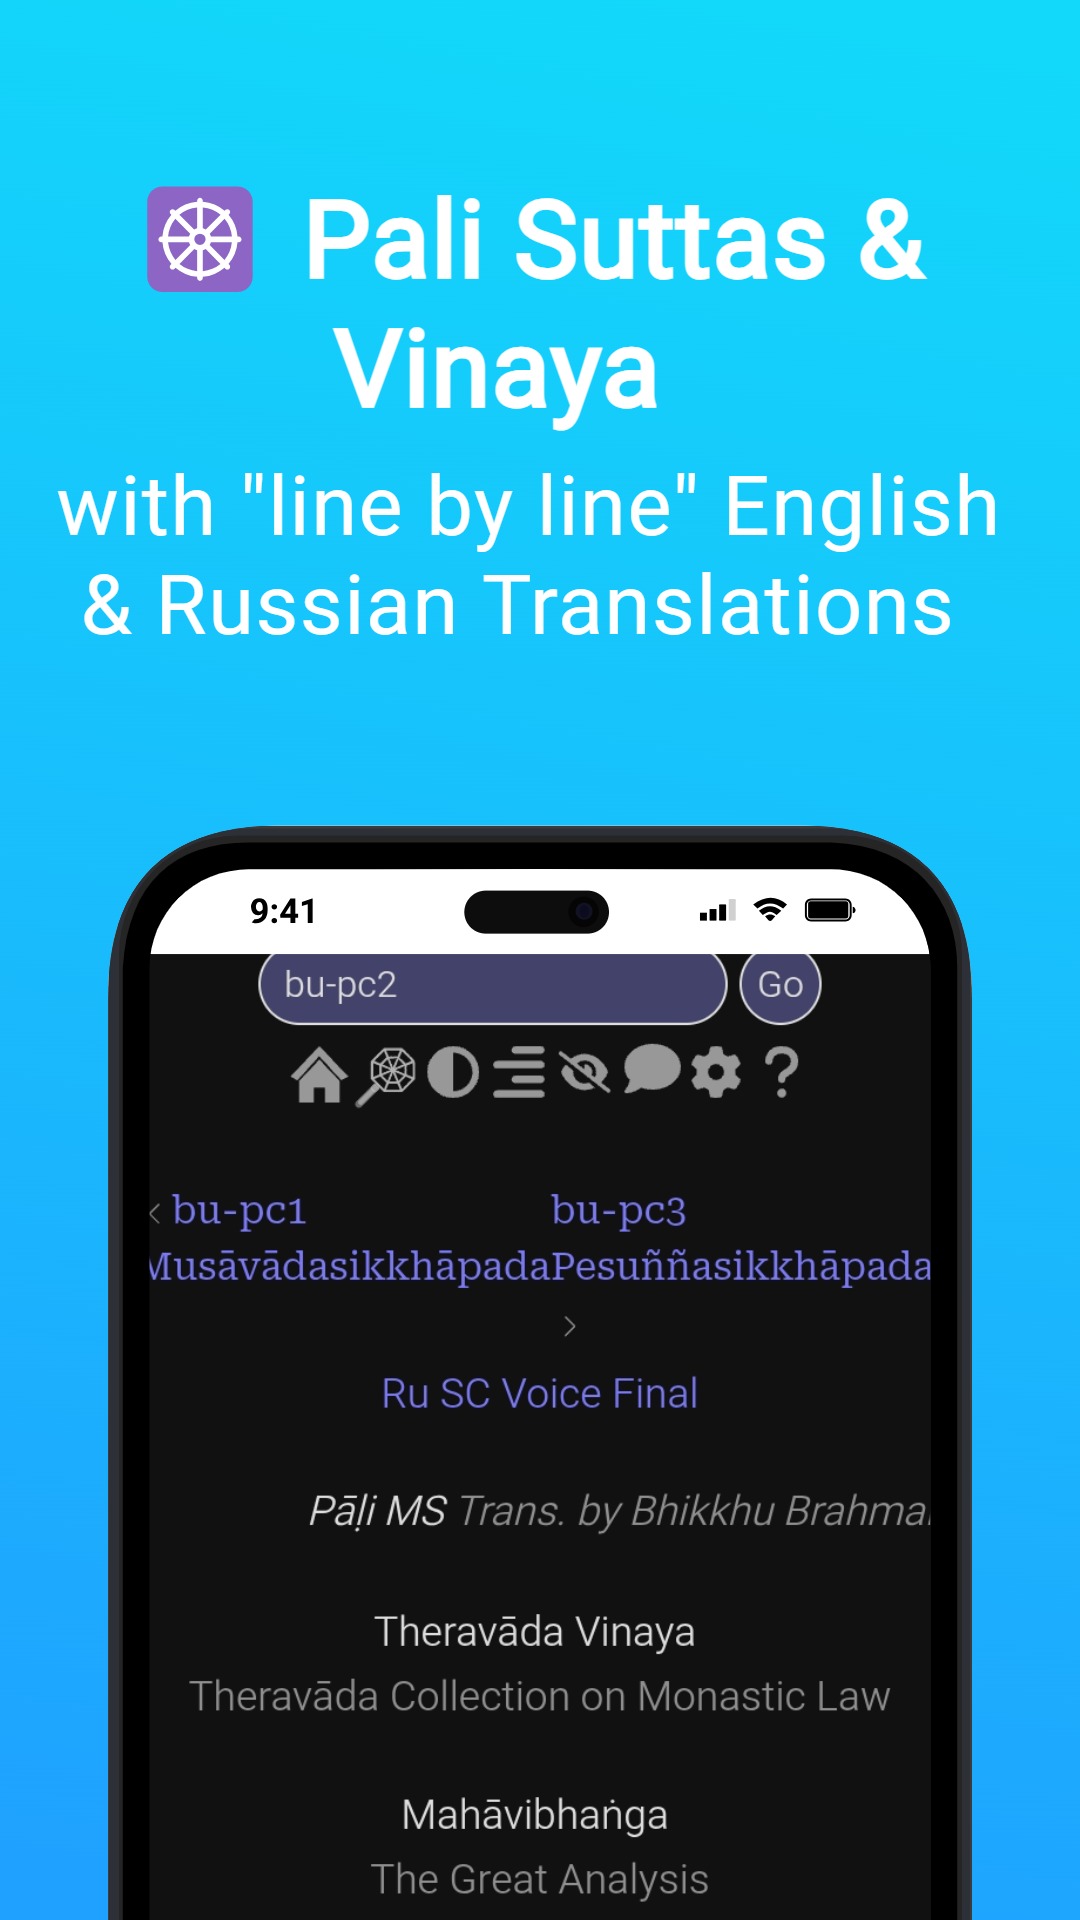 Pali Suttas &
Vinaya
with "line by line" English
& Russian Translations
9:41
bu-pc2 Go
bu-pc1 bu-pc3
Musāvādasikkhāpada Pesuññasikkhāpada
Ru SC Voice Final
Pāḷi MS Trans. by Bhikkhu
Theravāda Vinaya
Theravāda Collection on Monastic Law
Mahāvibhaṅga
The Great Analysis